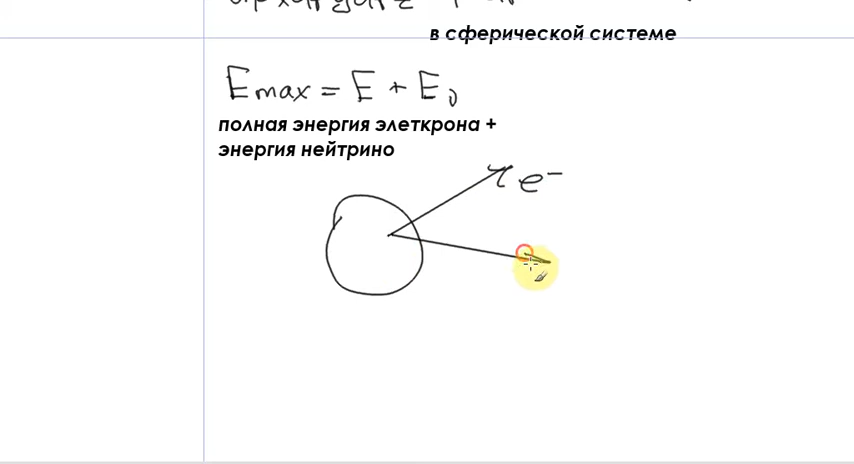 в сферической системе
Emax = E + E₀
полная энергия элеткрона +
энергия нейтрино
e⁻